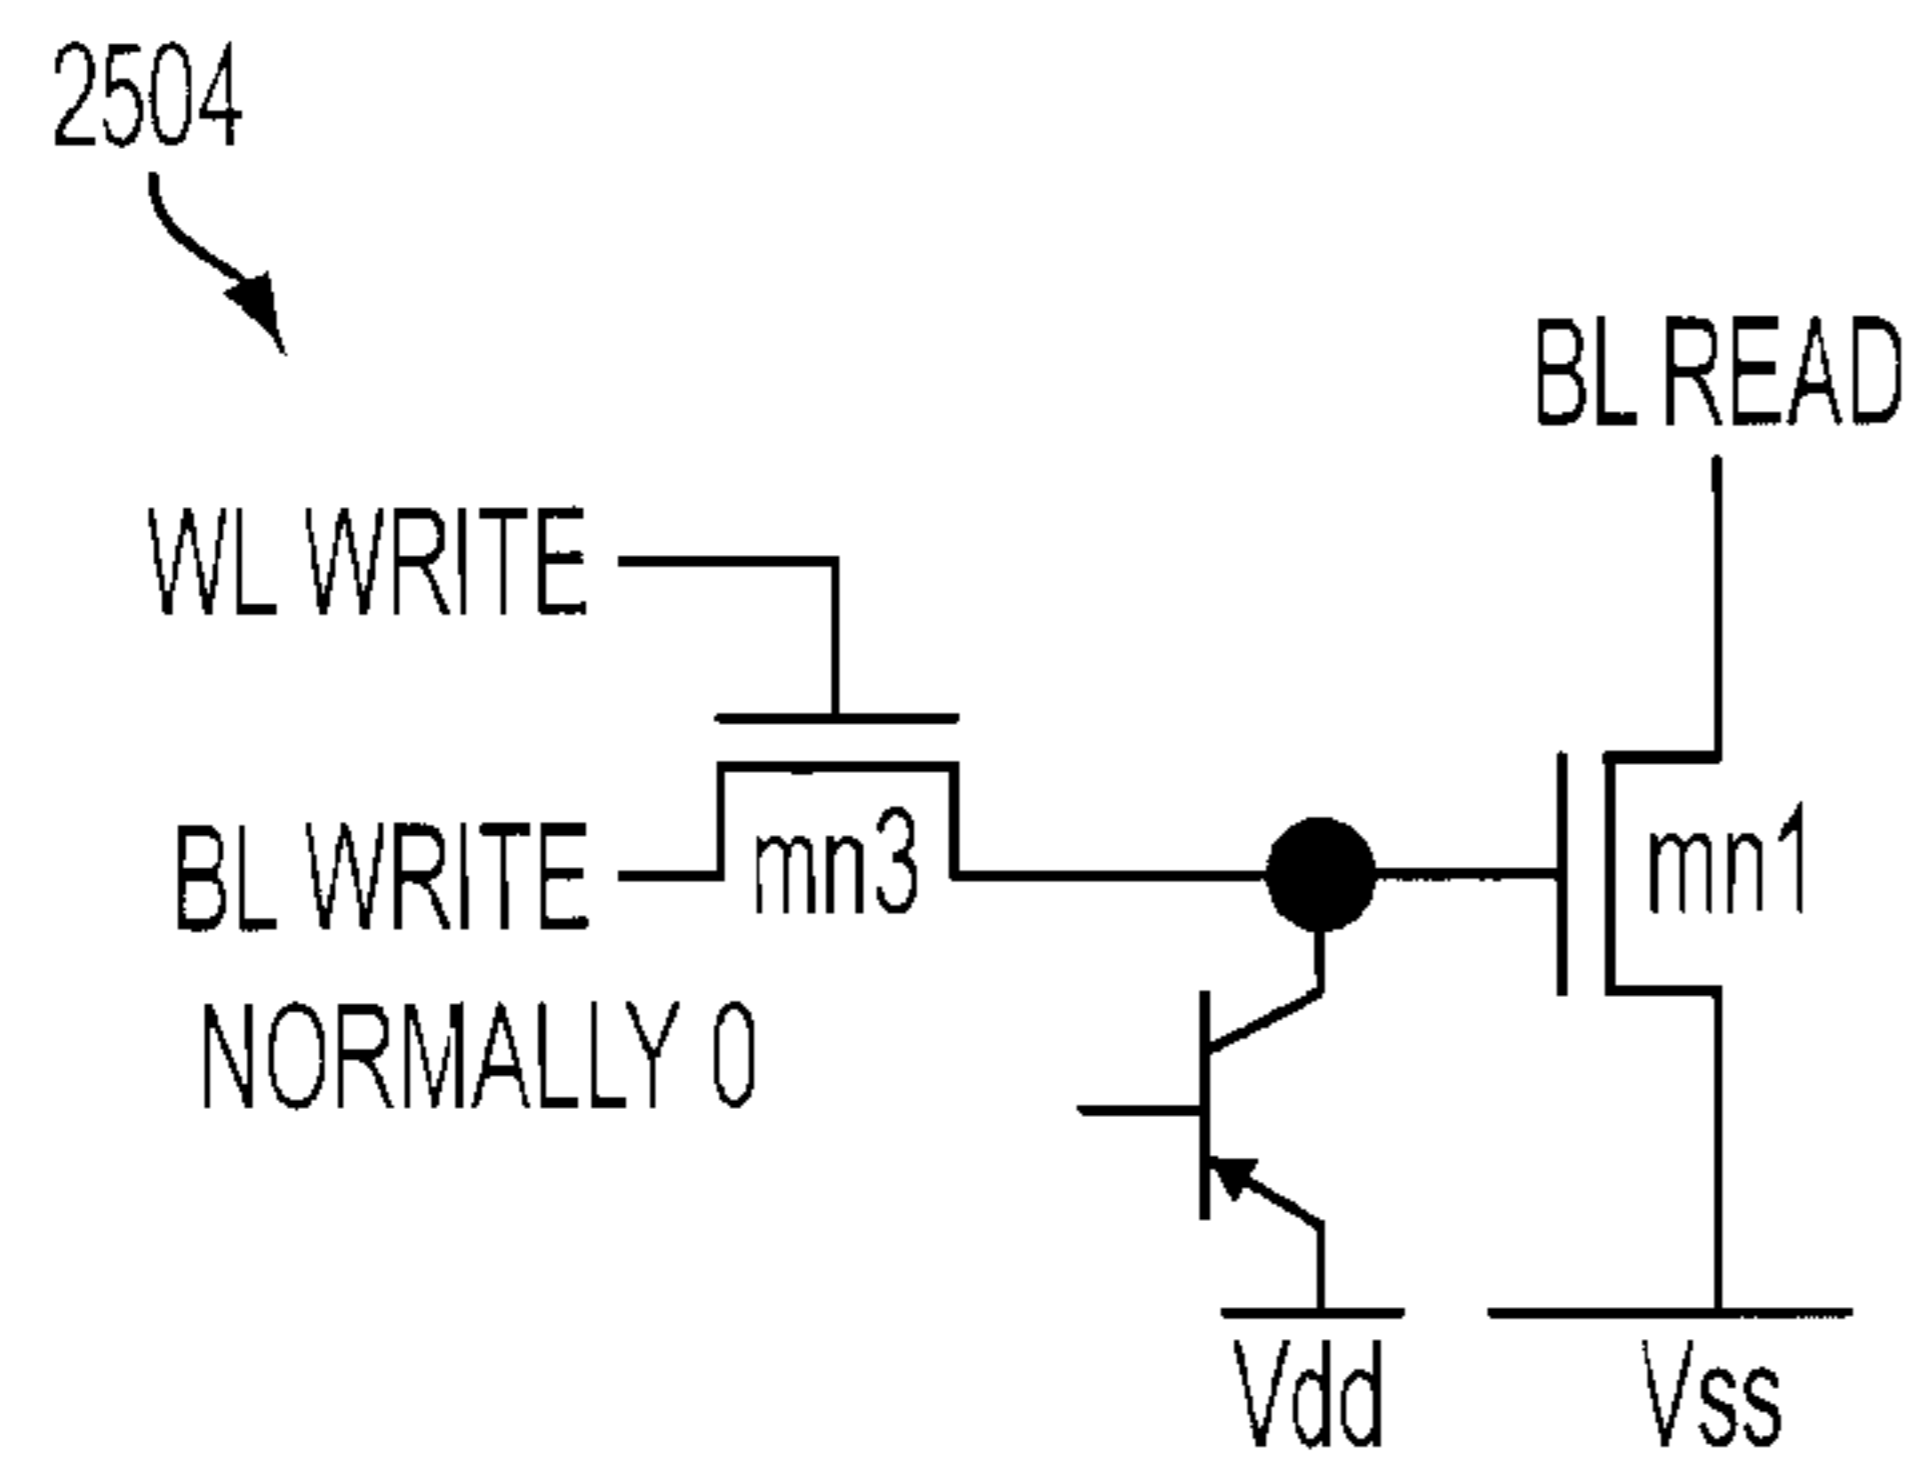 2504
BL READ
WL WRITE
BL WRITE
mn3
mn1
NORMALLY 0
Vdd
Vss